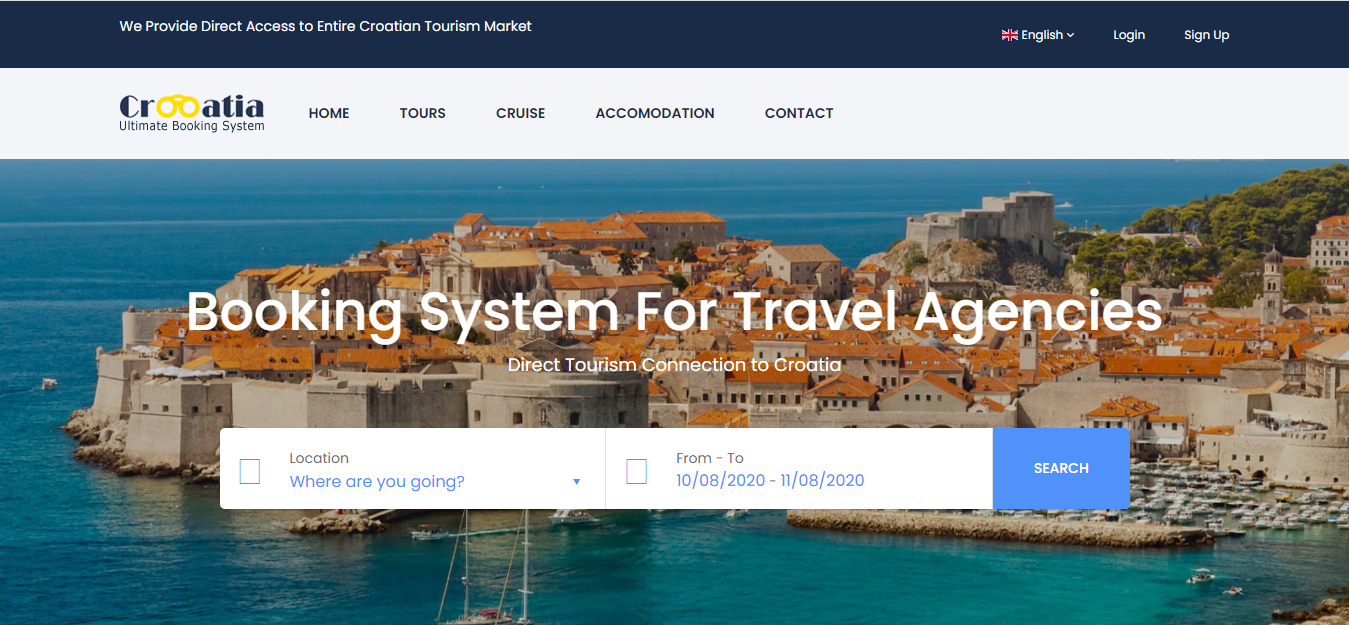 We Provide Direct Access to Entire Croatian Tourism Market
English
Login
Sign Up
Crooatia
Ultimate Booking System
HOME
TOURS
CRUISE
ACCOMODATION
CONTACT
Booking System For Travel Agencies
Direct Tourism Connection to Croatia
Location
Where are you going?
From - To
10/08/2020 - 11/08/2020
SEARCH